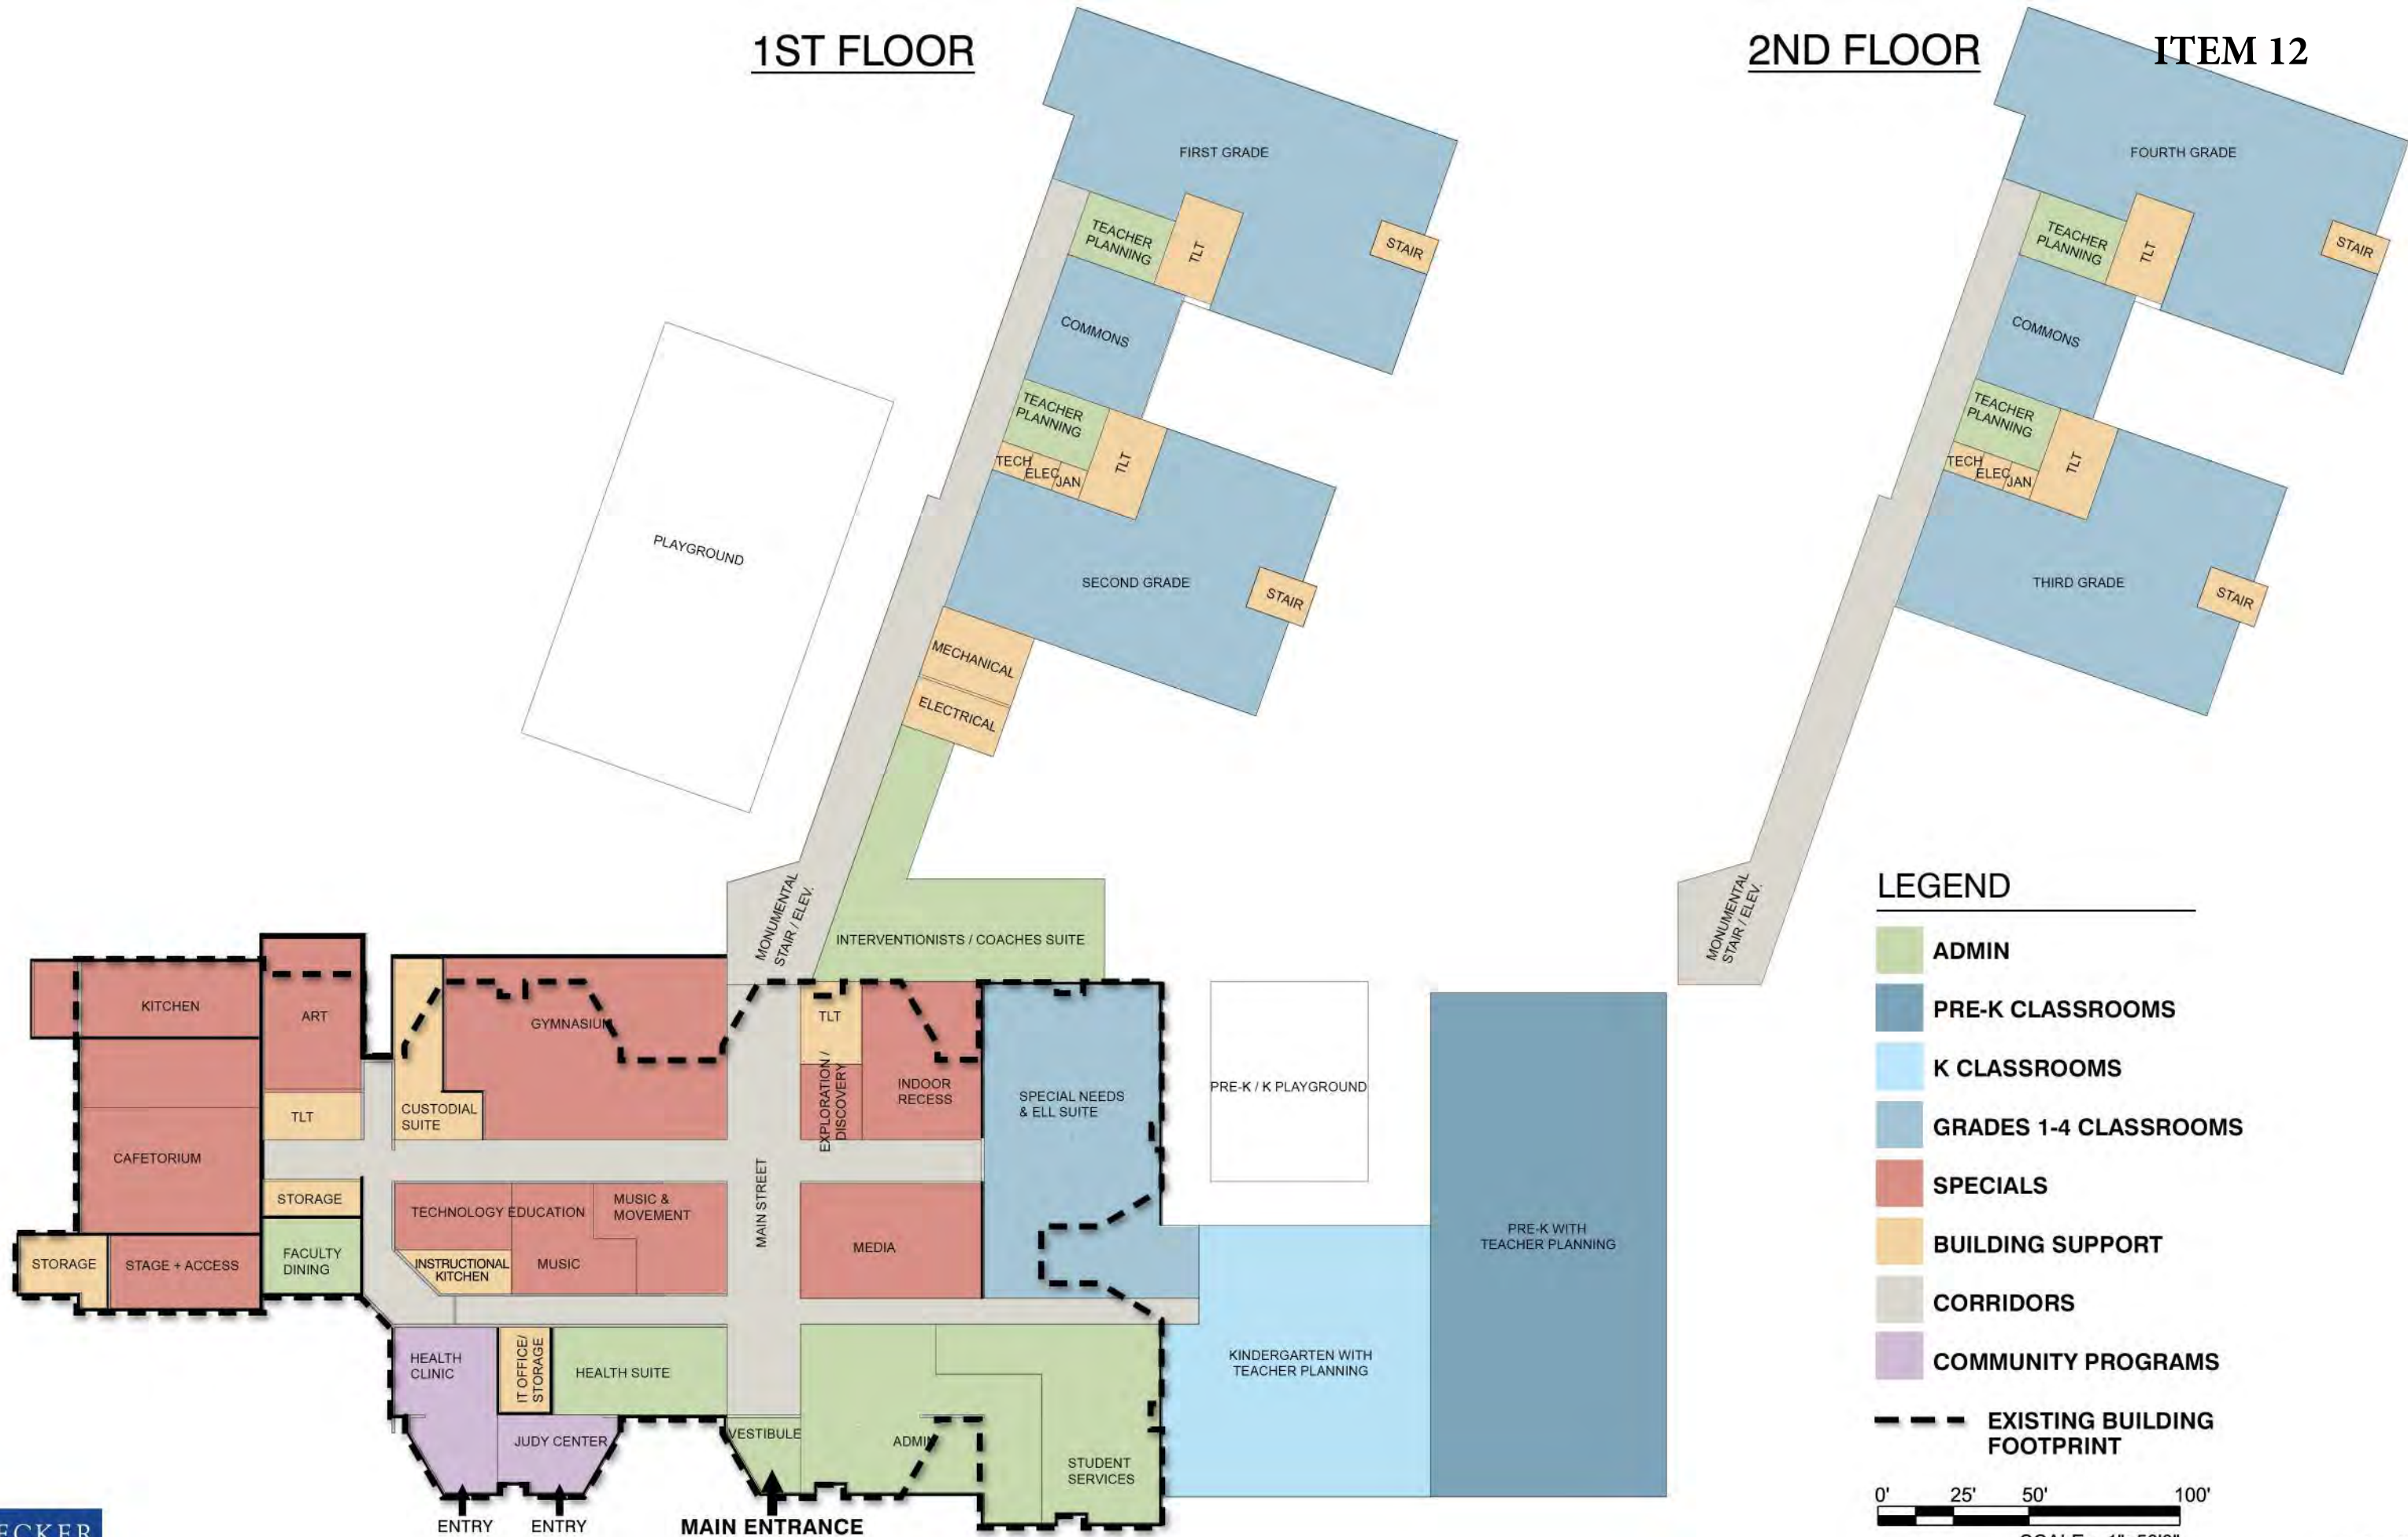 1ST FLOOR
2ND FLOOR
ITEM 12
FIRST GRADE
TEACHER
PLANNING
TLT
STAIR
COMMONS
TEACHER
PLANNING
TECH
ELEC
JAN
TLT
SECOND GRADE
STAIR
MECHANICAL
ELECTRICAL
PLAYGROUND
MONUMENTAL
STAIR / ELEV.
INTERVENTIONISTS / COACHES SUITE
FOURTH GRADE
TEACHER
PLANNING
TLT
STAIR
COMMONS
TEACHER
PLANNING
TECH
ELEC
JAN
TLT
THIRD GRADE
STAIR
MONUMENTAL
STAIR / ELEV.
KITCHEN
ART
GYMNASIUM
TLT
EXPLORATION /
DISCOVERY
INDOOR
RECESS
SPECIAL NEEDS
& ELL SUITE
PRE-K / K PLAYGROUND
TLT
CUSTODIAL
SUITE
CAFETORIUM
STORAGE
TECHNOLOGY EDUCATION
MUSIC &
MOVEMENT
MAIN STREET
MEDIA
PRE-K WITH
TEACHER PLANNING
STORAGE
STAGE + ACCESS
FACULTY
DINING
INSTRUCTIONAL
KITCHEN
MUSIC
HEALTH
CLINIC
IT OFFICE/
STORAGE
HEALTH SUITE
KINDERGARTEN WITH
TEACHER PLANNING
JUDY CENTER
VESTIBULE
ADMIN
STUDENT
SERVICES
ENTRY
ENTRY
MAIN ENTRANCE
LEGEND
ADMIN
PRE-K CLASSROOMS
K CLASSROOMS
GRADES 1-4 CLASSROOMS
SPECIALS
BUILDING SUPPORT
CORRIDORS
COMMUNITY PROGRAMS
EXISTING BUILDING
FOOTPRINT
0' 25' 50' 100'